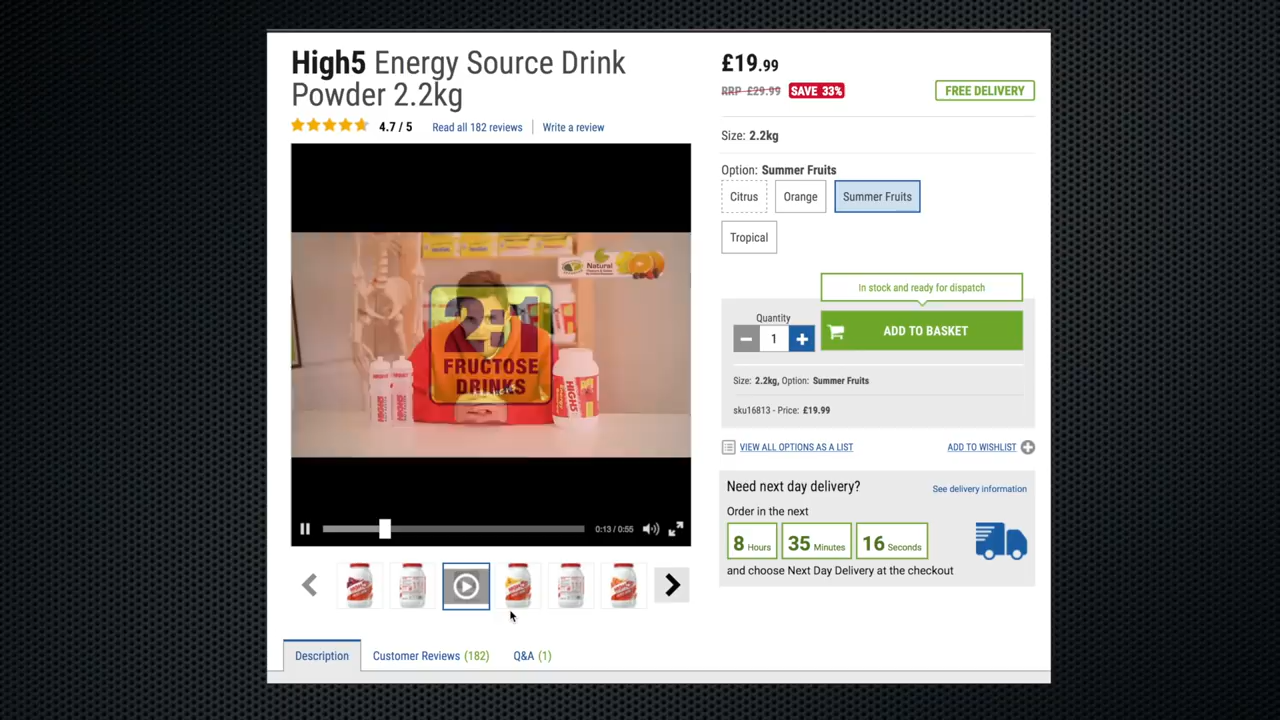 High5 Energy Source Drink
Powder 2.2kg
4.7 / 5
Read all 182 reviews
Write a review
Natural
2:1
FRUCTOSE
DRINKS
HIGH5
0:13 / 0:55
Description
Customer Reviews (182)
Q&A (1)
£19.99
RRP £29.99
SAVE 33%
FREE DELIVERY
Size: 2.2kg
Option: Summer Fruits
Citrus
Orange
Summer Fruits
Tropical
In stock and ready for dispatch
Quantity
1
ADD TO BASKET
Size: 2.2kg, Option: Summer Fruits
sku16813 - Price: £19.99
VIEW ALL OPTIONS AS A LIST
ADD TO WISHLIST
Need next day delivery?
See delivery information
Order in the next
8 Hours
35 Minutes
16 Seconds
and choose Next Day Delivery at the checkout